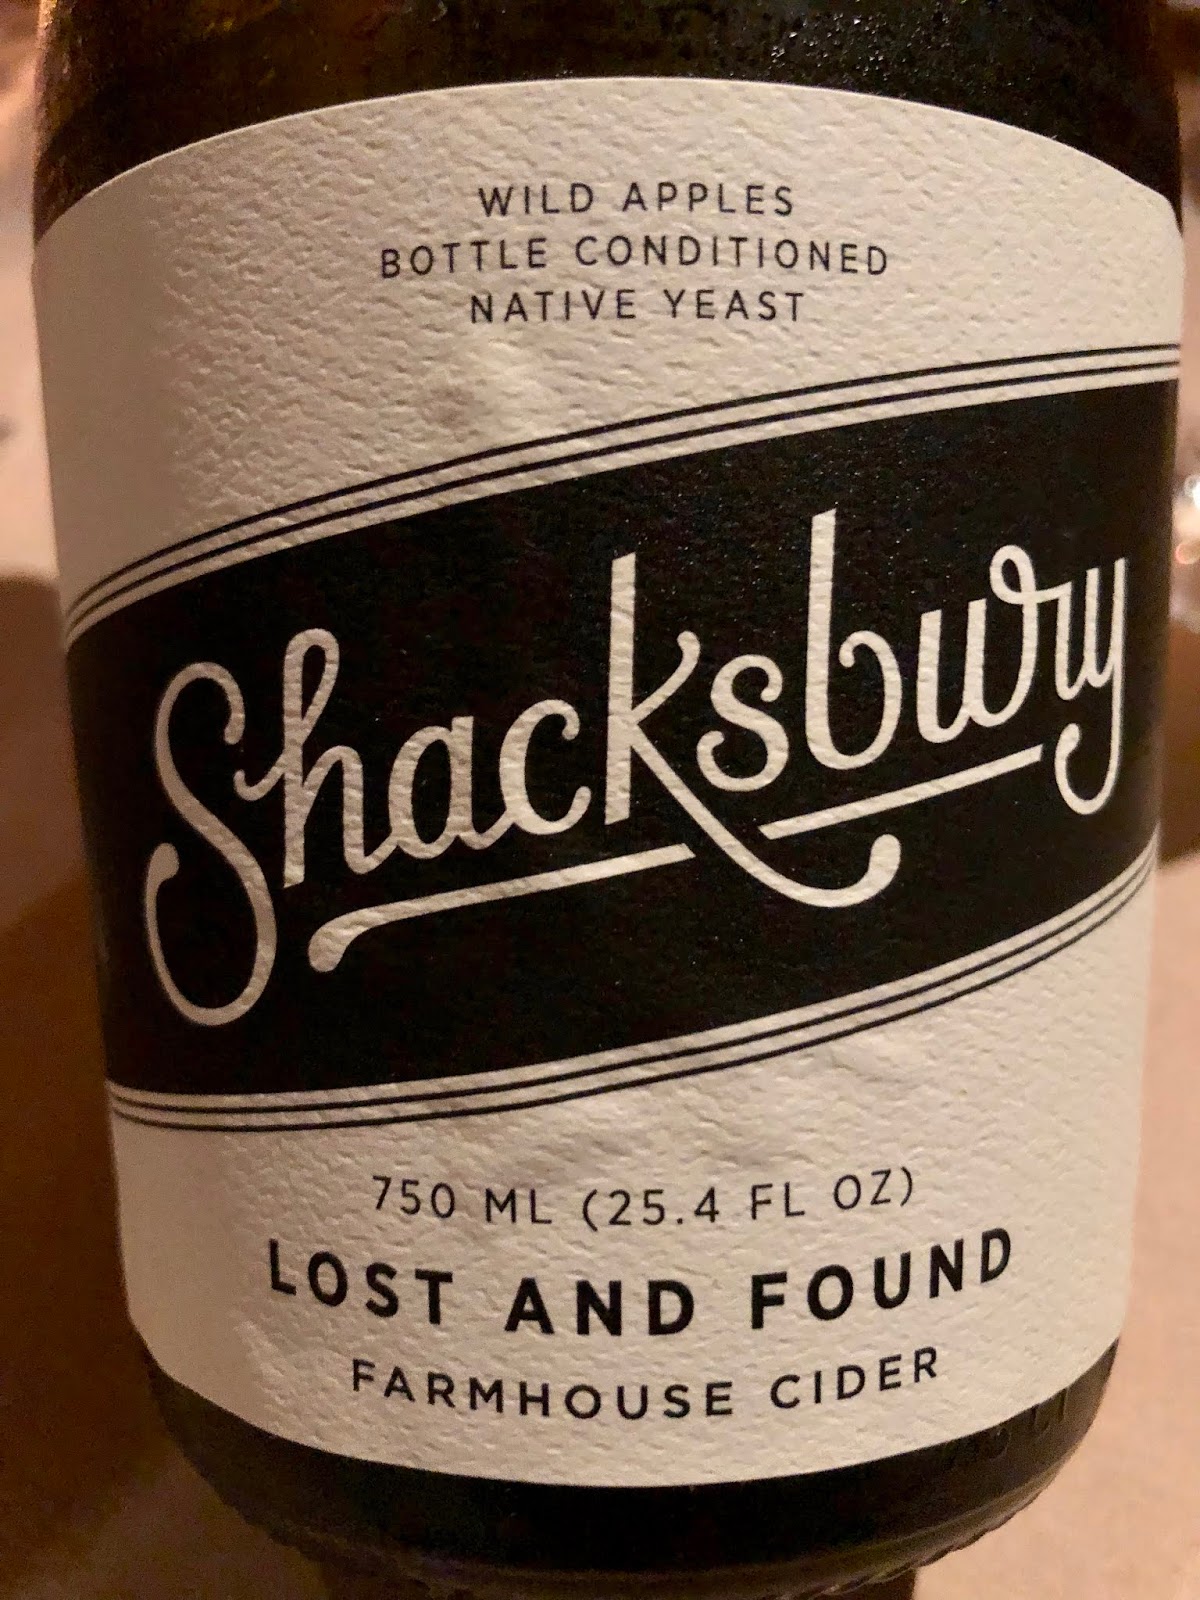 WILD APPLES
BOTTLE CONDITIONED
NATIVE YEAST
Shacksbury
750 ML (25.4 FL OZ)
LOST AND FOUND
FARMHOUSE CIDER